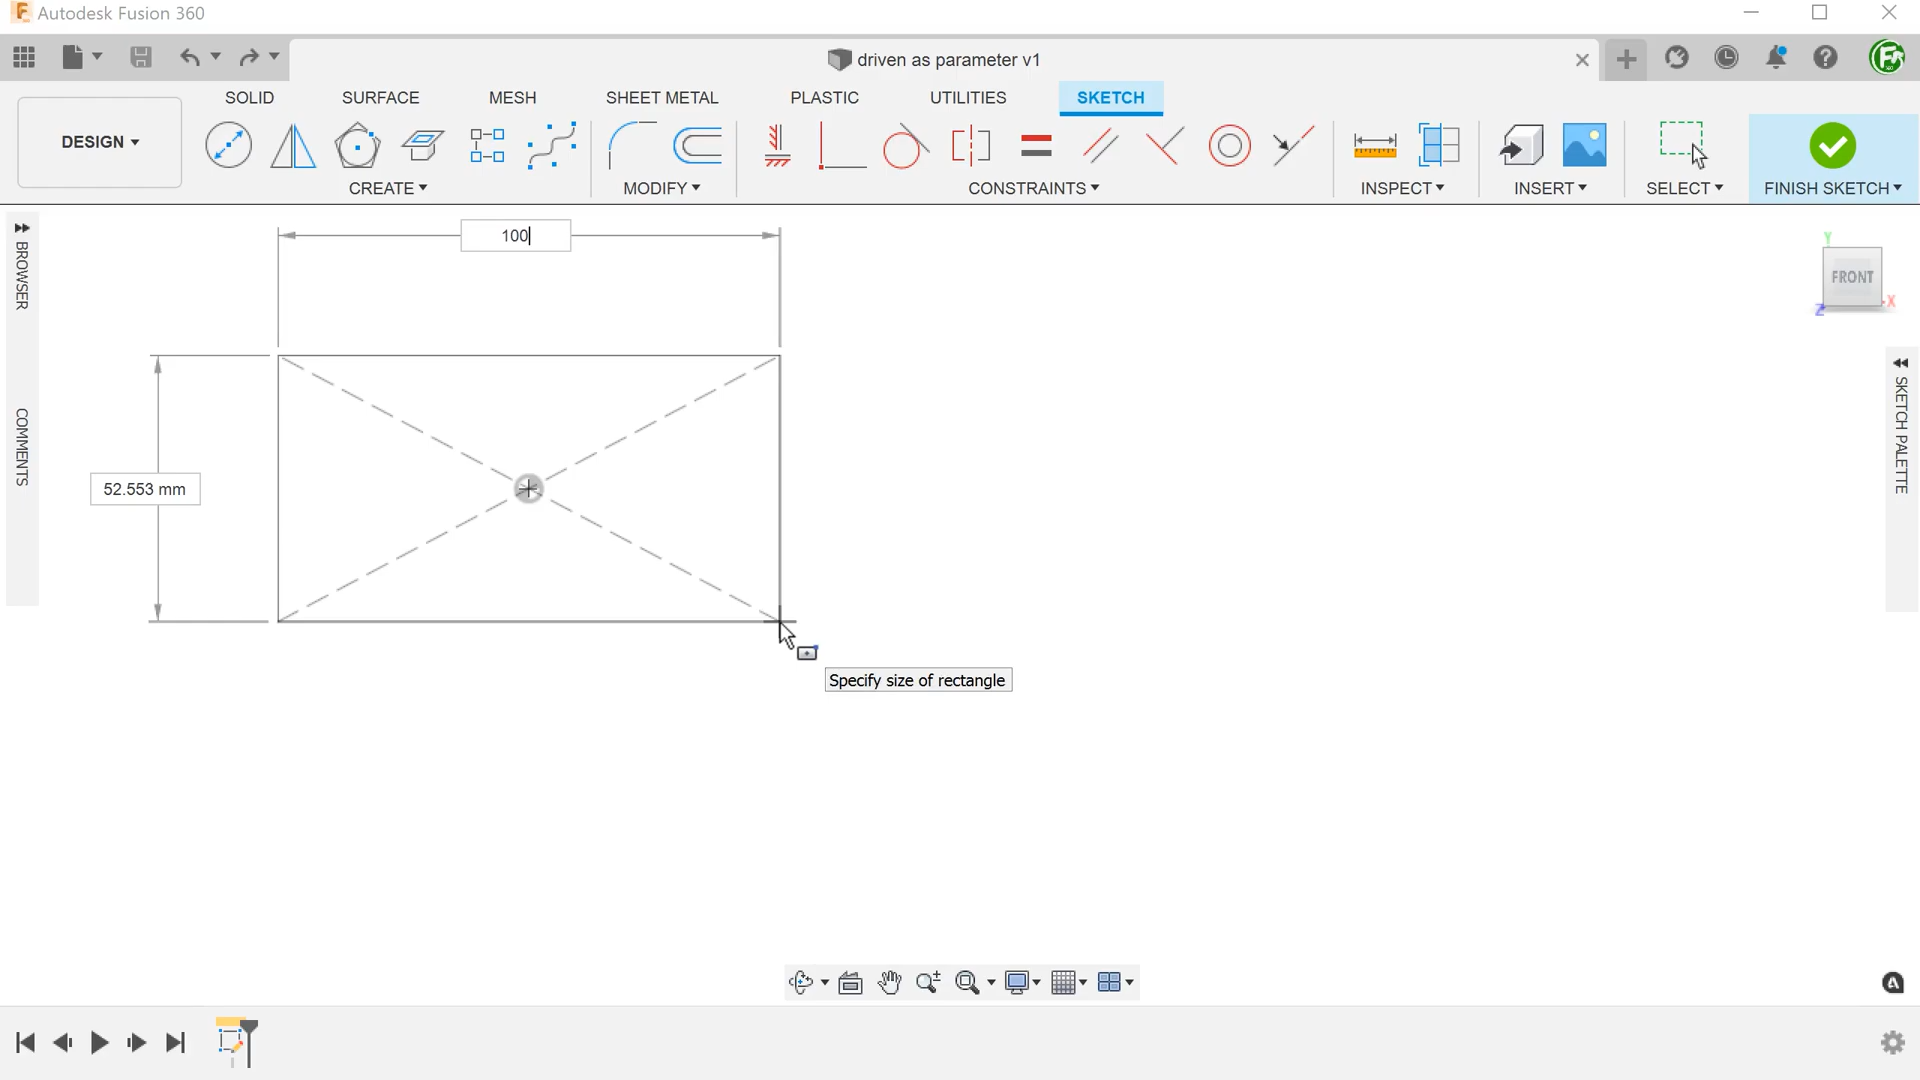 Autodesk Fusion 360
driven as parameter v1
SOLID
SURFACE
MESH
SHEET METAL
PLASTIC
UTILITIES
SKETCH
DESIGN
CREATE
MODIFY
CONSTRAINTS
INSPECT
INSERT
SELECT
FINISH SKETCH
BROWSER
COMMENTS
100
52.553 mm
Specify size of rectangle
Y
FRONT
X
Z
SKETCH PALETTE